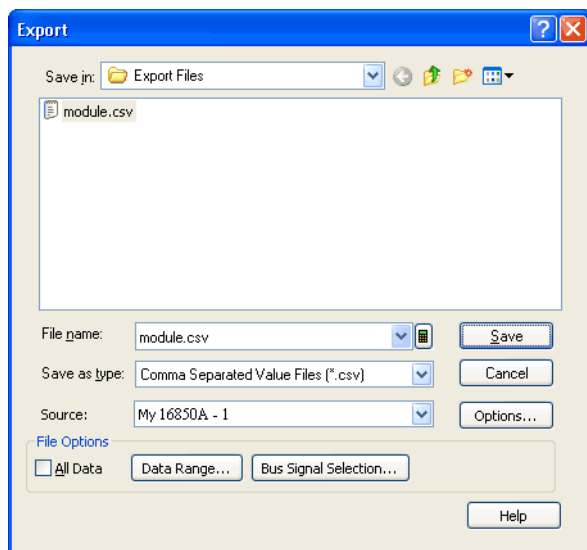 Export
Save in: Export Files
module.csv
File name: module.csv Save
Save as type: Comma Separated Value Files (*.csv) Cancel
Source: My 16850A - 1 Options...
File Options
All Data Data Range... Bus Signal Selection...
Help